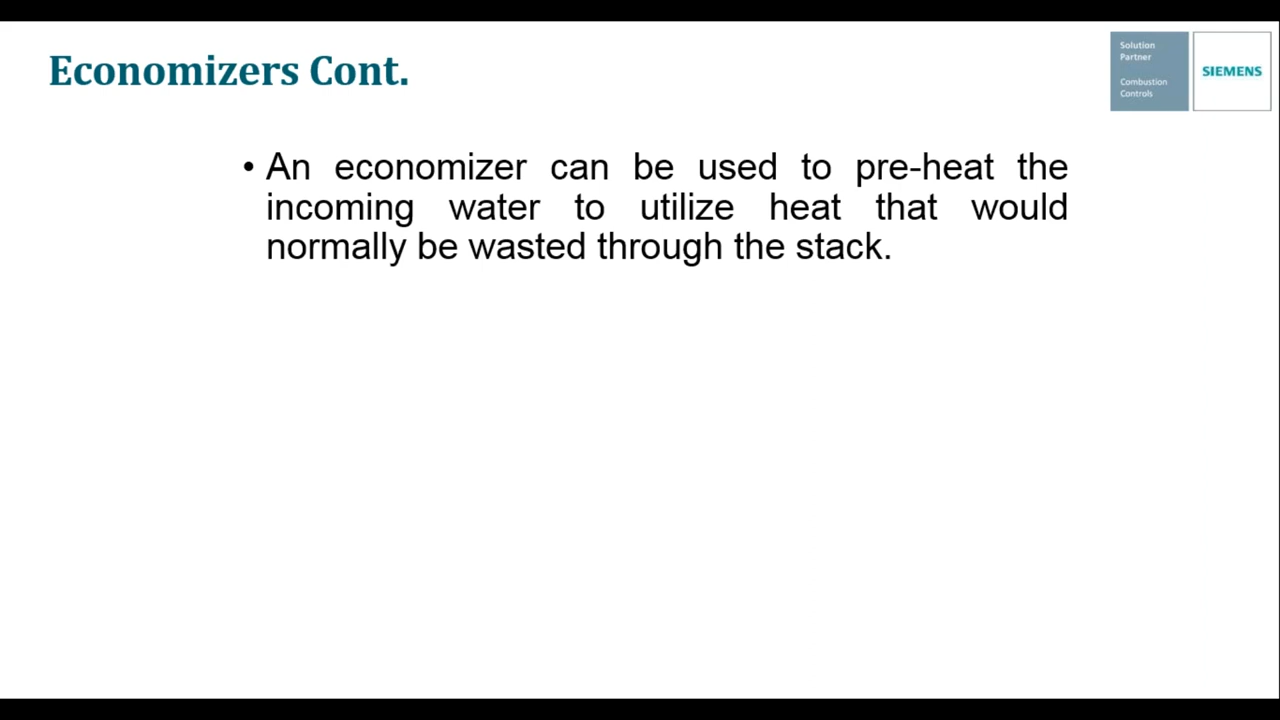 Economizers Cont.
Solution
Partner
Combustion
Controls
SIEMENS
• An economizer can be used to pre-heat the
incoming water to utilize heat that would
normally be wasted through the stack.